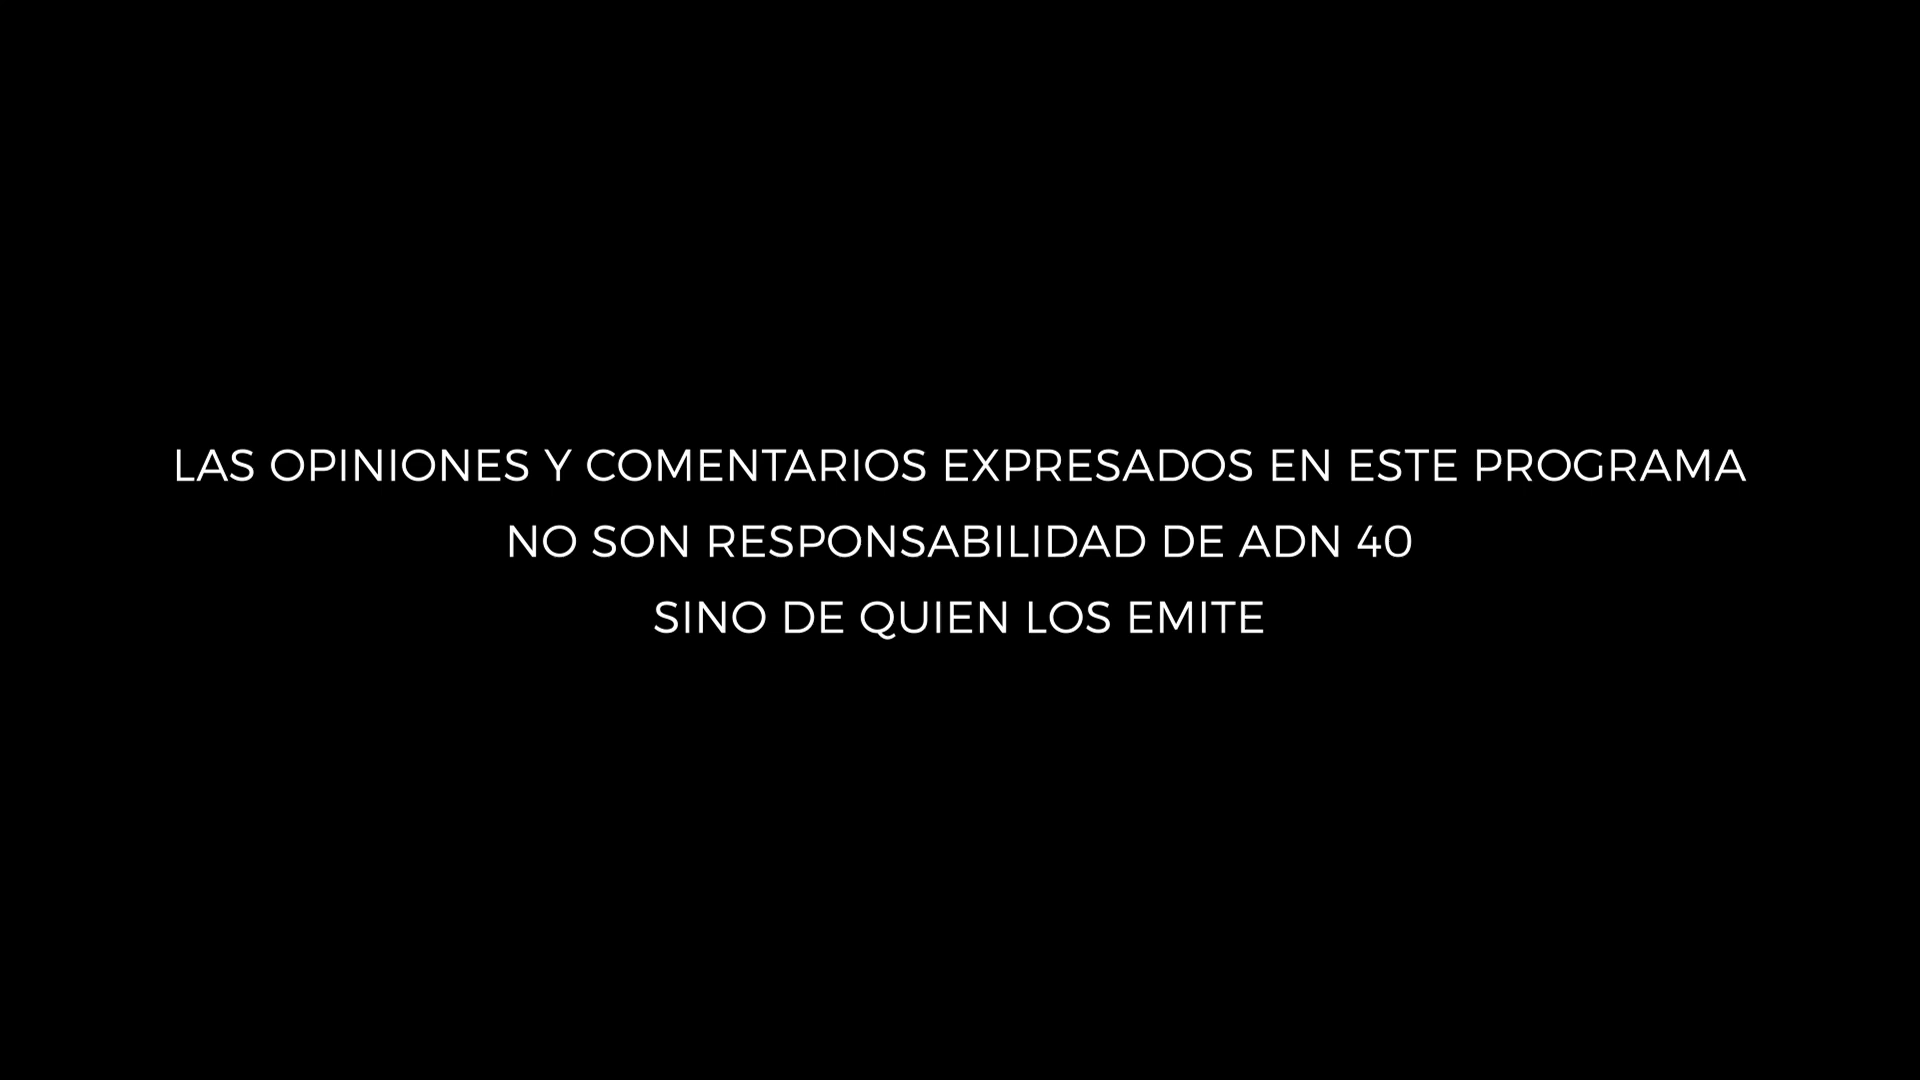 LAS OPINIONES Y COMENTARIOS EXPRESADOS EN ESTE PROGRAMA
NO SON RESPONSABILIDAD DE ADN 40
SINO DE QUIEN LOS EMITE